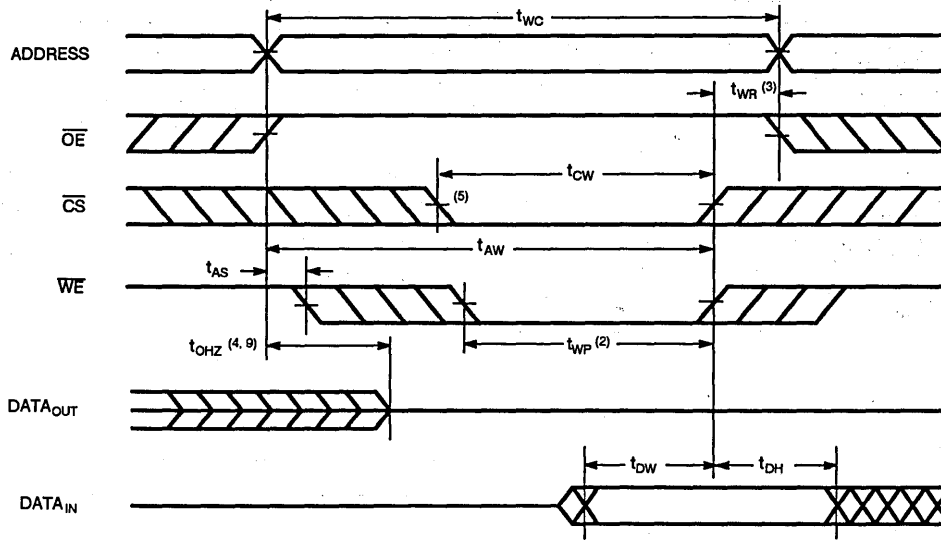 tWC
ADDRESS
tWR (3)
OE
tCW
CS
(5)
tAW
tAS
WE
tOHZ (4, 9)
tWP (2)
DATAOUT
tDW
tDH
DATAIN